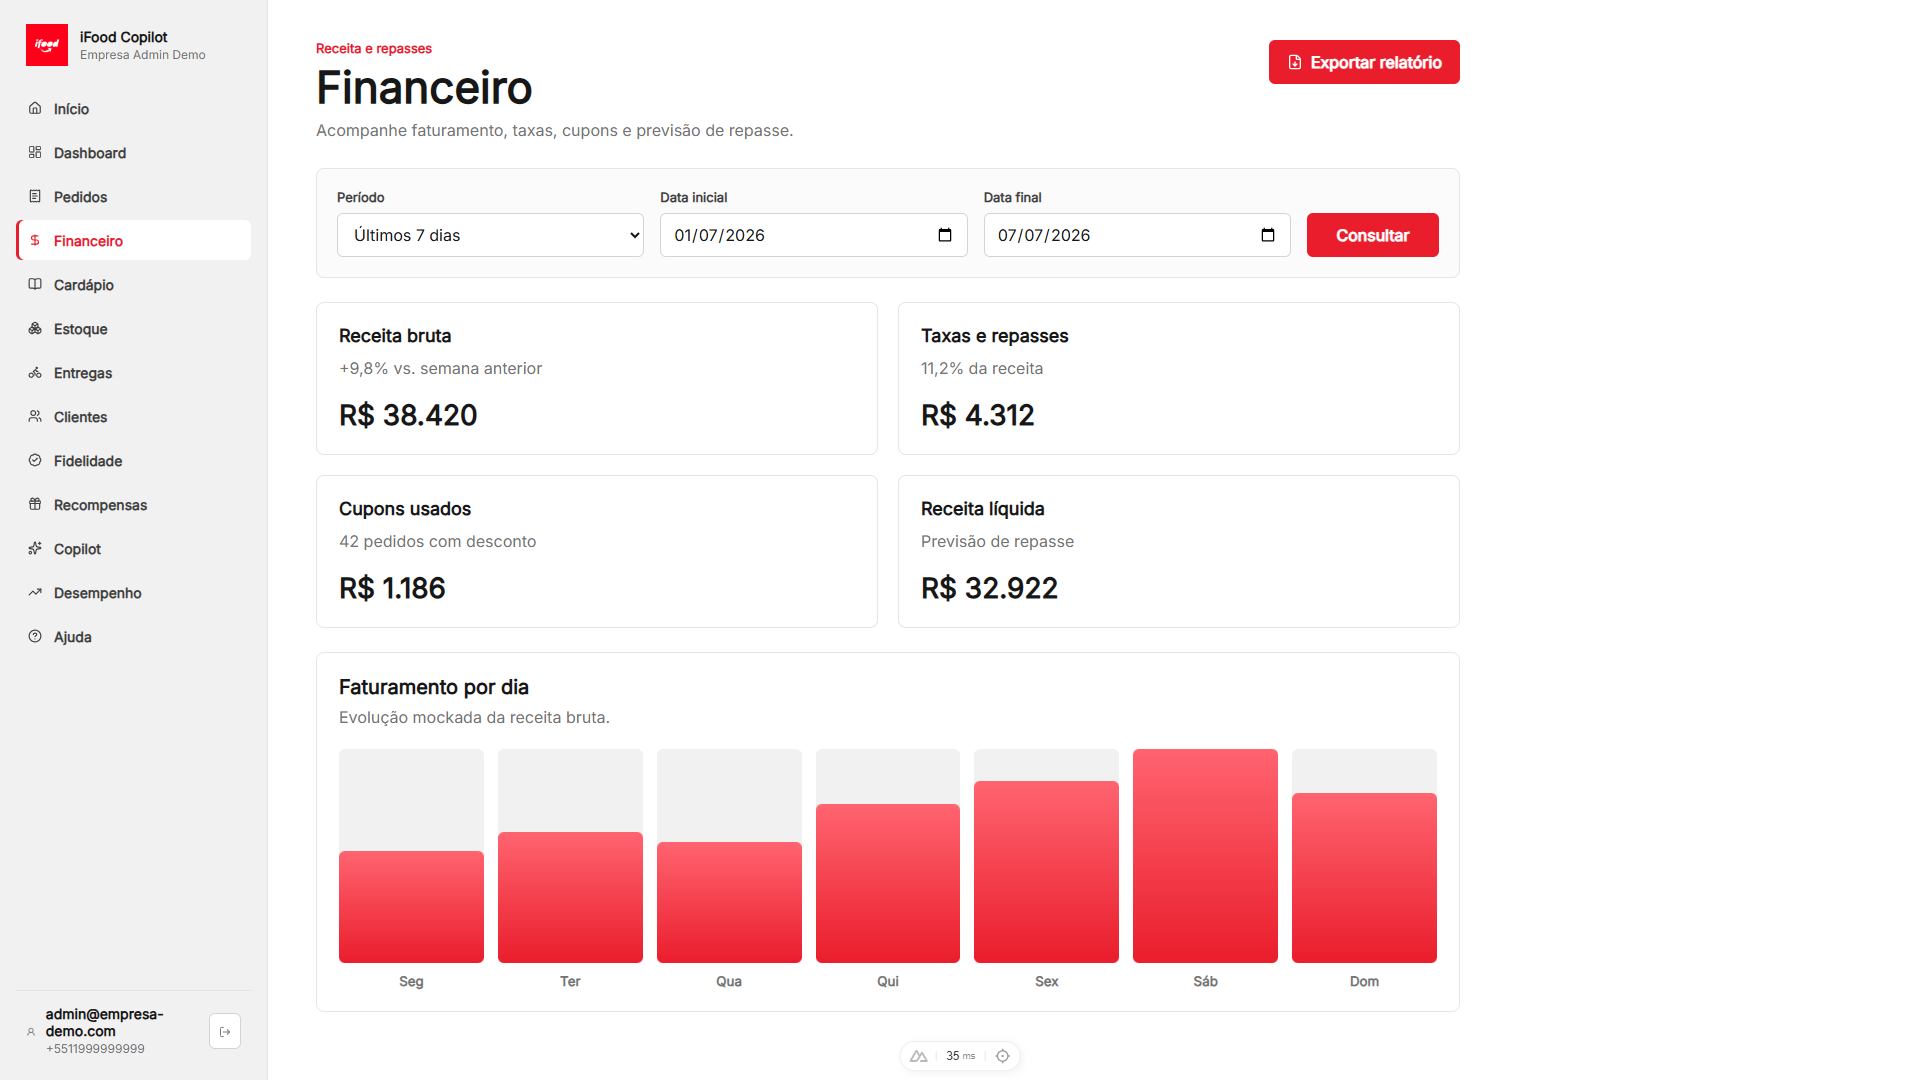 ifood
iFood Copilot
Empresa Admin Demo
Início
Dashboard
Pedidos
Financeiro
Cardápio
Estoque
Entregas
Clientes
Fidelidade
Recompensas
Copilot
Desempenho
Ajuda
admin@empresa-
demo.com
+5511999999999
Receita e repasses
Financeiro
Acompanhe faturamento, taxas, cupons e previsão de repasse.
Exportar relatório
Período
Últimos 7 dias
Data inicial
01/07/2026
Data final
07/07/2026
Consultar
Receita bruta
+9,8% vs. semana anterior
R$ 38.420
Taxas e repasses
11,2% da receita
R$ 4.312
Cupons usados
42 pedidos com desconto
R$ 1.186
Receita líquida
Previsão de repasse
R$ 32.922
Faturamento por dia
Evolução mockada da receita bruta.
Seg Ter Qua Qui Sex Sáb Dom
35 ms